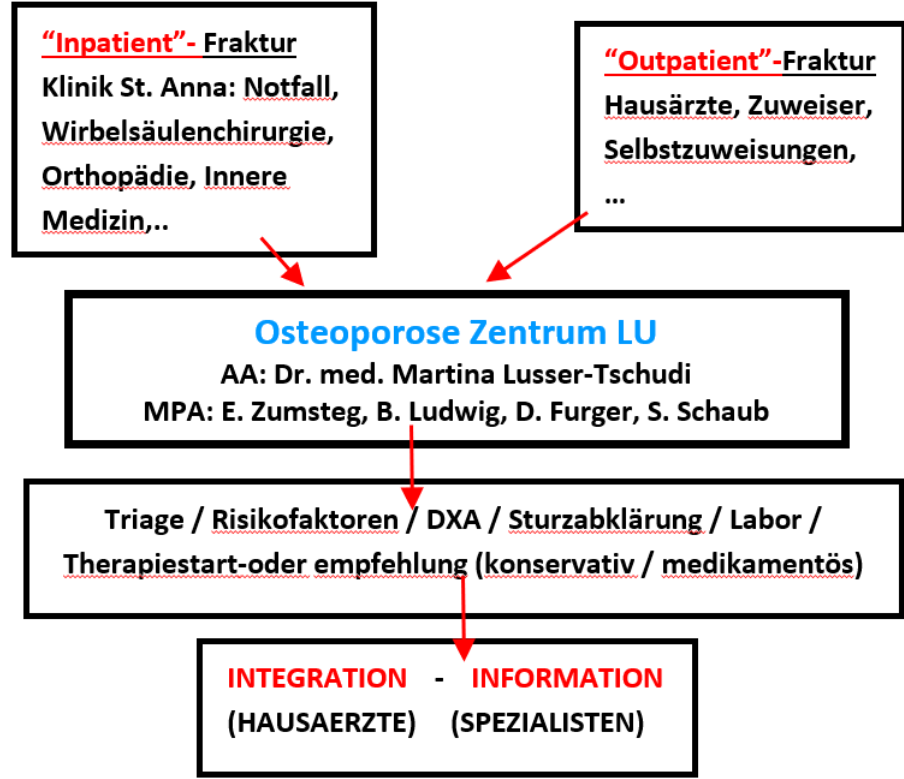 “Inpatient”- Fraktur
Klinik St. Anna: Notfall,
Wirbelsäulenchirurgie,
Orthopädie, Innere
Medizin,..
“Outpatient”-Fraktur
Hausärzte, Zuweiser,
Selbstzuweisungen,
...
Osteoporose Zentrum LU
AA: Dr. med. Martina Lusser-Tschudi
MPA: E. Zumsteg, B. Ludwig, D. Furger, S. Schaub
Triage / Risikofaktoren / DXA / Sturzabklärung / Labor /
Therapiestart-oder empfehlung (konservativ / medikamentös)
INTEGRATION - INFORMATION
(HAUSAERZTE) (SPEZIALISTEN)